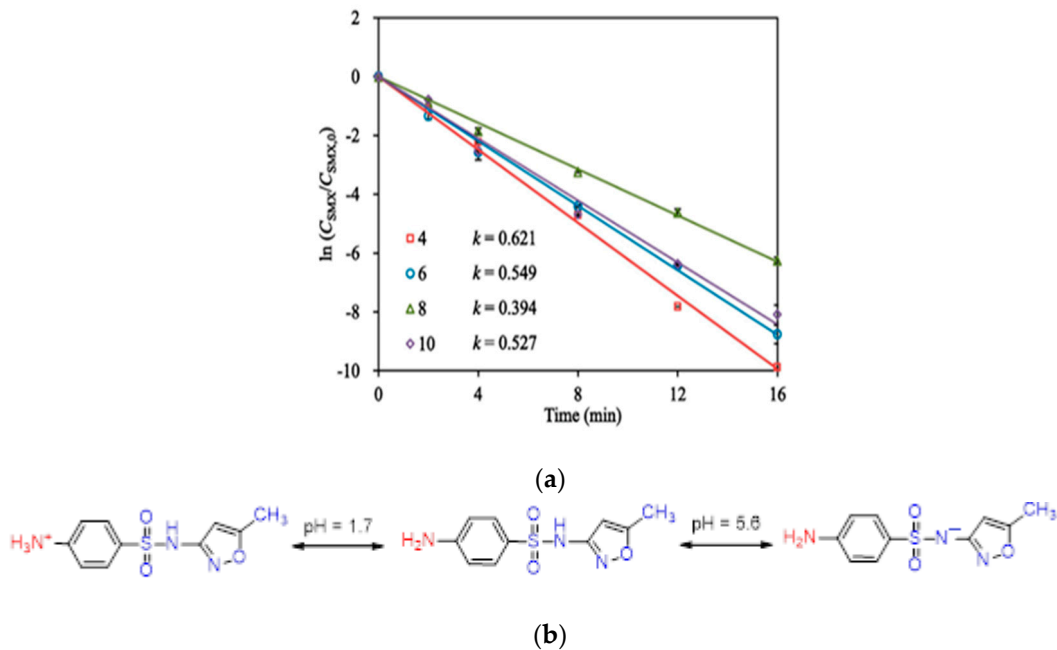 2
0
-2
-4
-6
-8
-10
ln (C_SMX/C_SMX,0)
4 k = 0.621
6 k = 0.549
8 k = 0.394
10 k = 0.527
0 4 8 12 16
Time (min)
(a)
H₃N⁺ O S O H N N O CH₃
pH = 1.7
H₂N O S O H N N O CH₃
pH = 5.6
H₂N O S O N⁻ N O CH₃
(b)